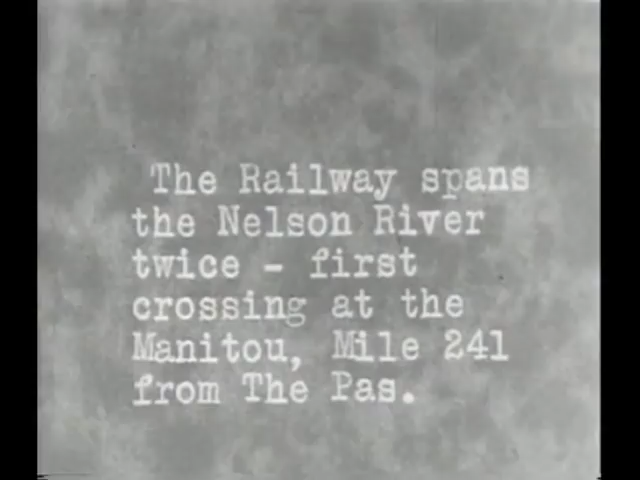 The Railway spans
the Nelson River
twice - first
crossing at the
Manitou, Mile 241
from The Pas.